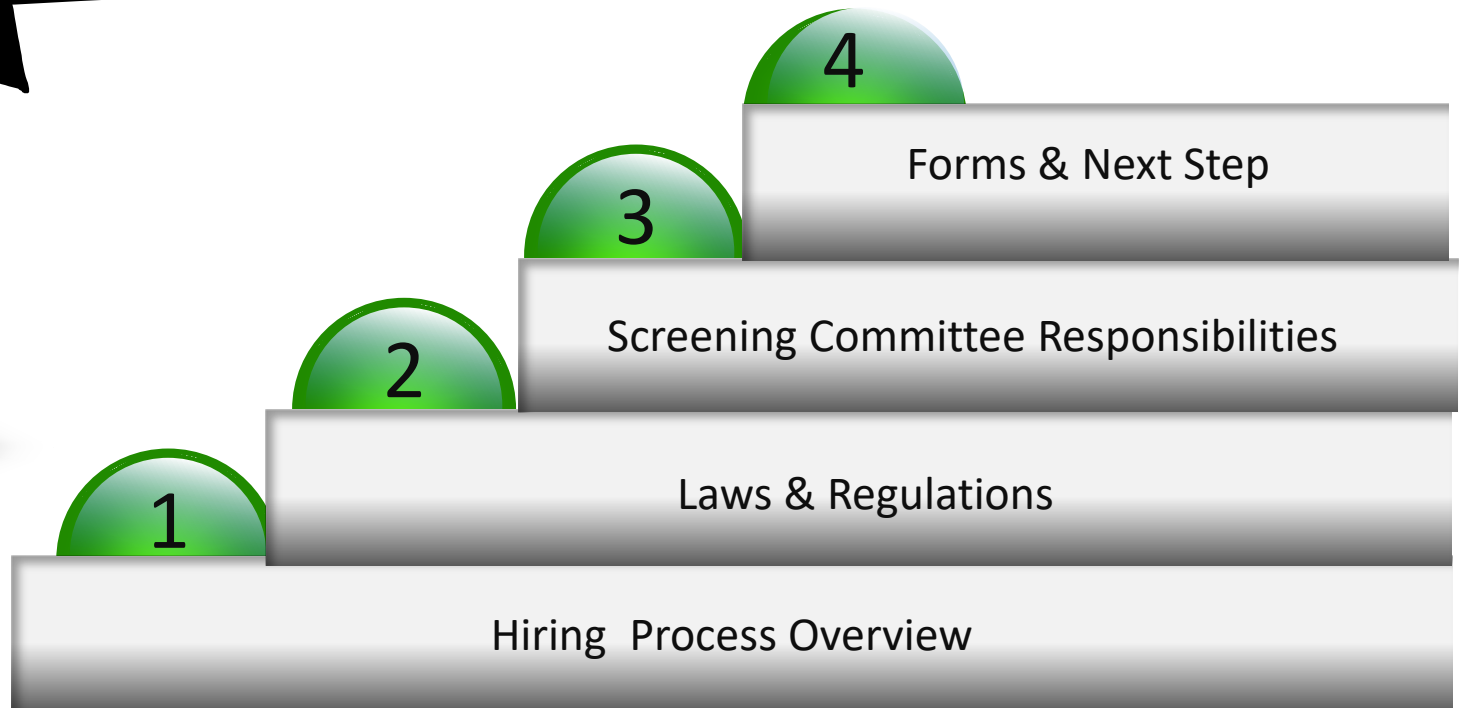 4
Forms & Next Step
3
Screening Committee Responsibilities
2
Laws & Regulations
1
Hiring  Process Overview